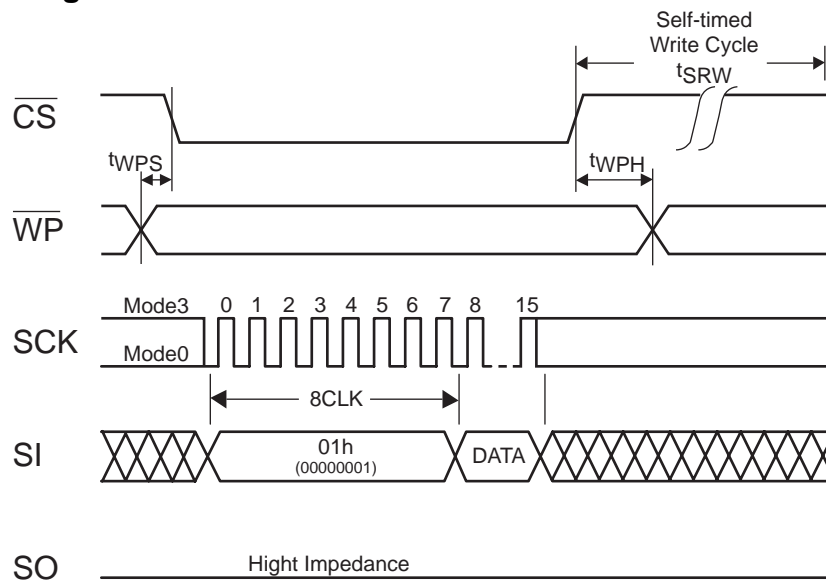 Self-timed
Write Cycle
tSRW
CS
tWPS
tWPH
WP
Mode3 0 1 2 3 4 5 6 7 8 15
SCK
Mode0
8CLK
SI
01h
(00000001)
DATA
SO
Hight Impedance